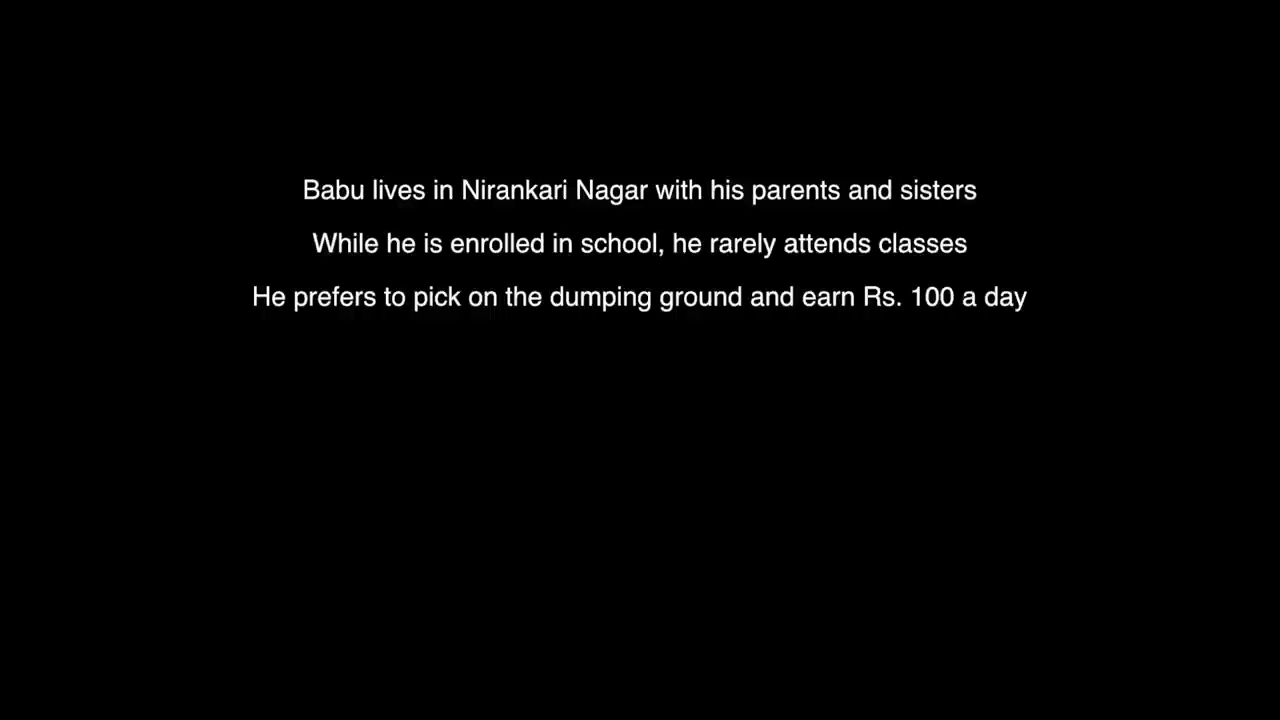 Babu lives in Nirankari Nagar with his parents and sisters
While he is enrolled in school, he rarely attends classes
He prefers to pick on the dumping ground and earn Rs. 100 a day